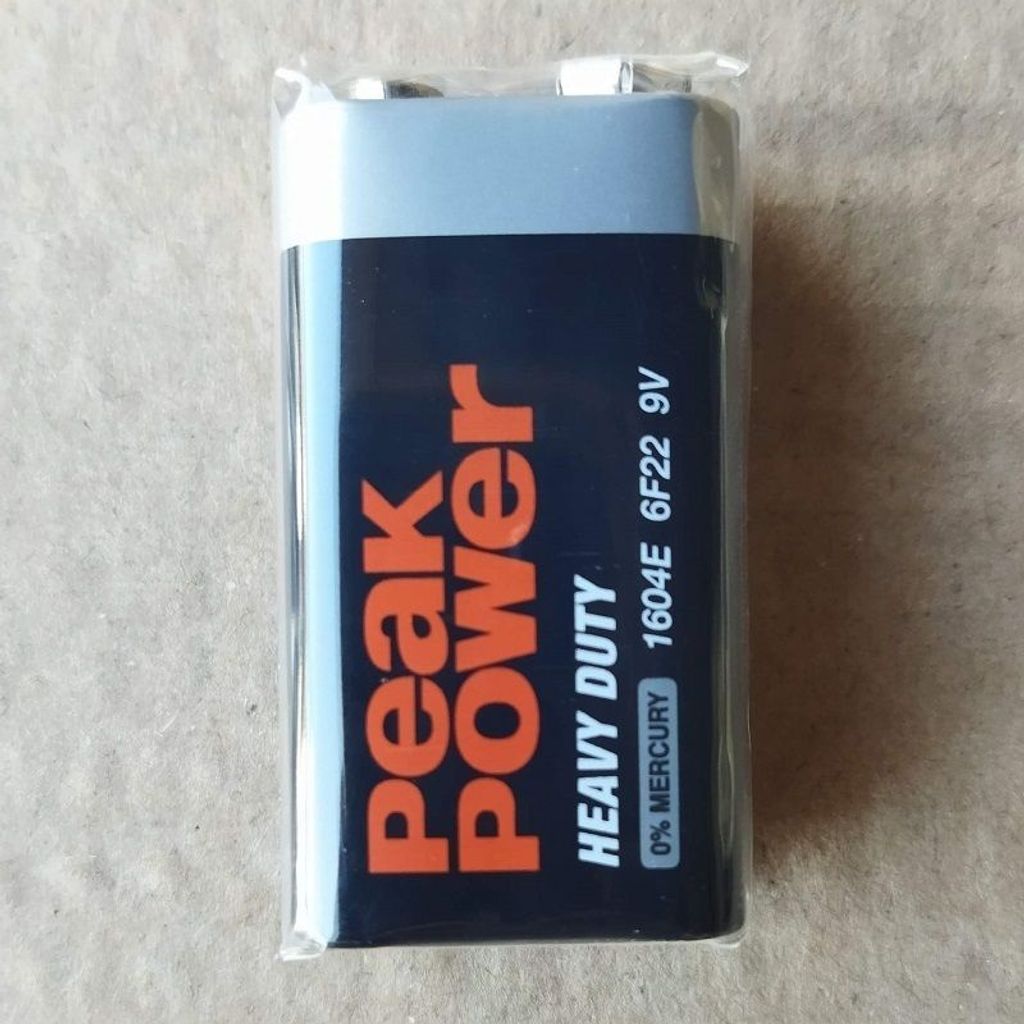 Peak
Power
HEAVY DUTY
0% MERCURY 1604E 6F22 9V